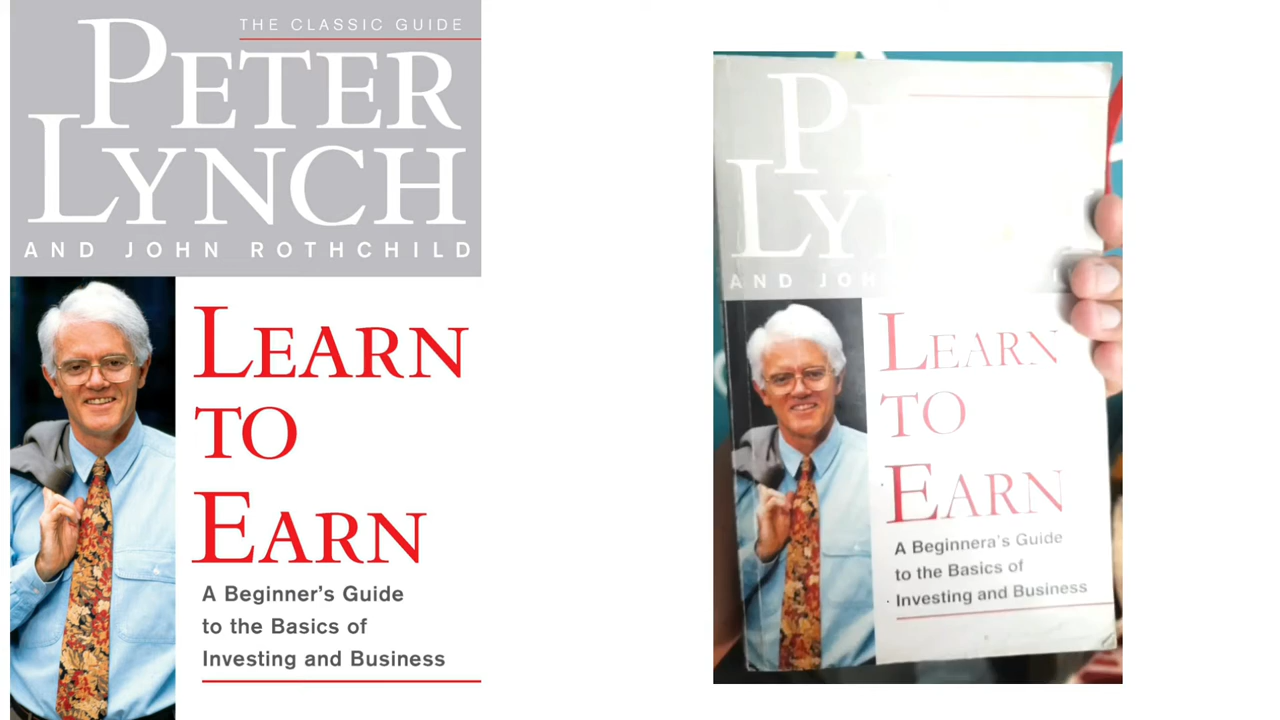 THE CLASSIC GUIDE
PETER
LYNCH
AND JOHN ROTHCHILD
LEARN
TO
EARN
A Beginner's Guide
to the Basics of
Investing and Business
LY
AND
LEARN
TO
EARN
A Beginnera's Guide
to the Basics of
Investing and Business